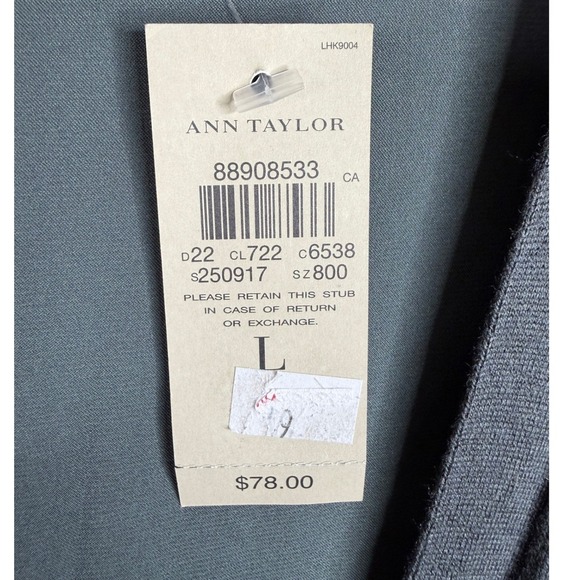 LHK9004
ANN TAYLOR
88908533
CA
D22 CL722 C6538
S250917 SZ800
PLEASE RETAIN THIS STUB
IN CASE OF RETURN
OR EXCHANGE.
L
$78.00